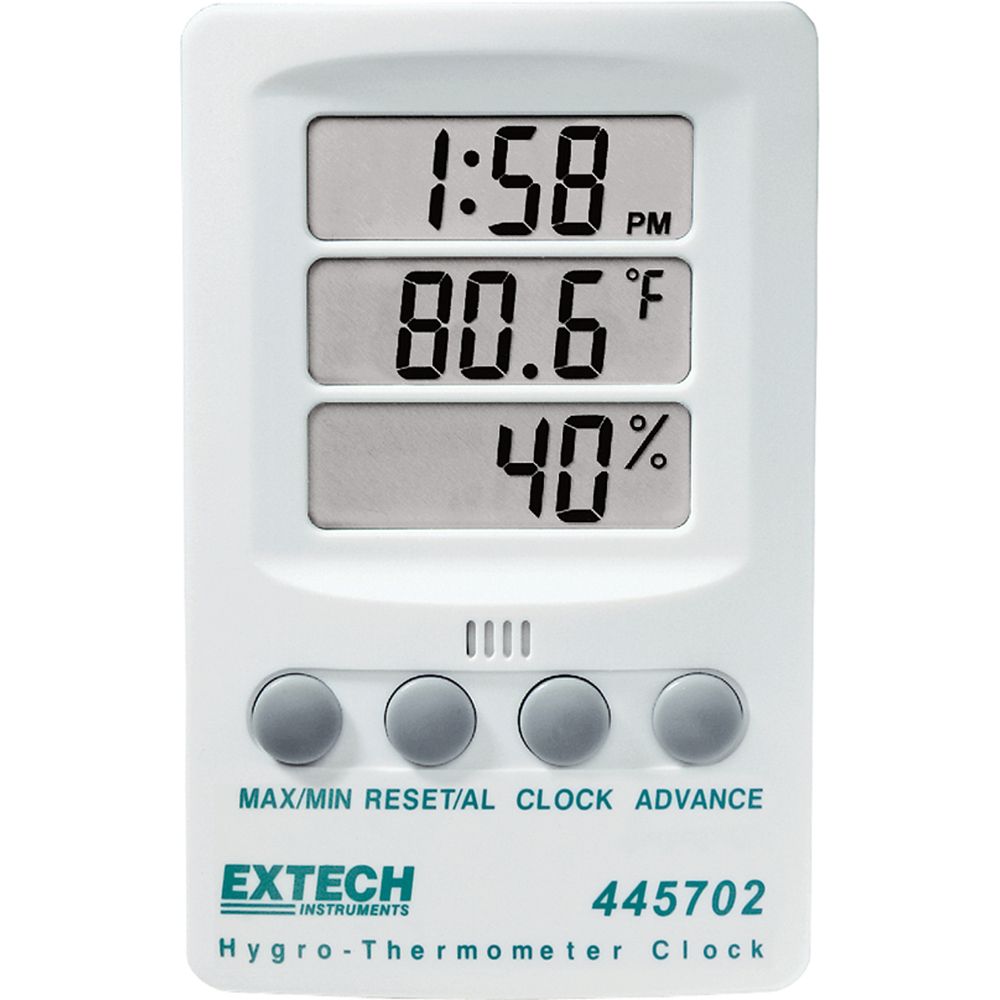 1:58 PM
80.6 °F
40 %
MAX/MIN RESET/AL CLOCK ADVANCE
EXTECH
INSTRUMENTS
445702
Hygro-Thermometer Clock